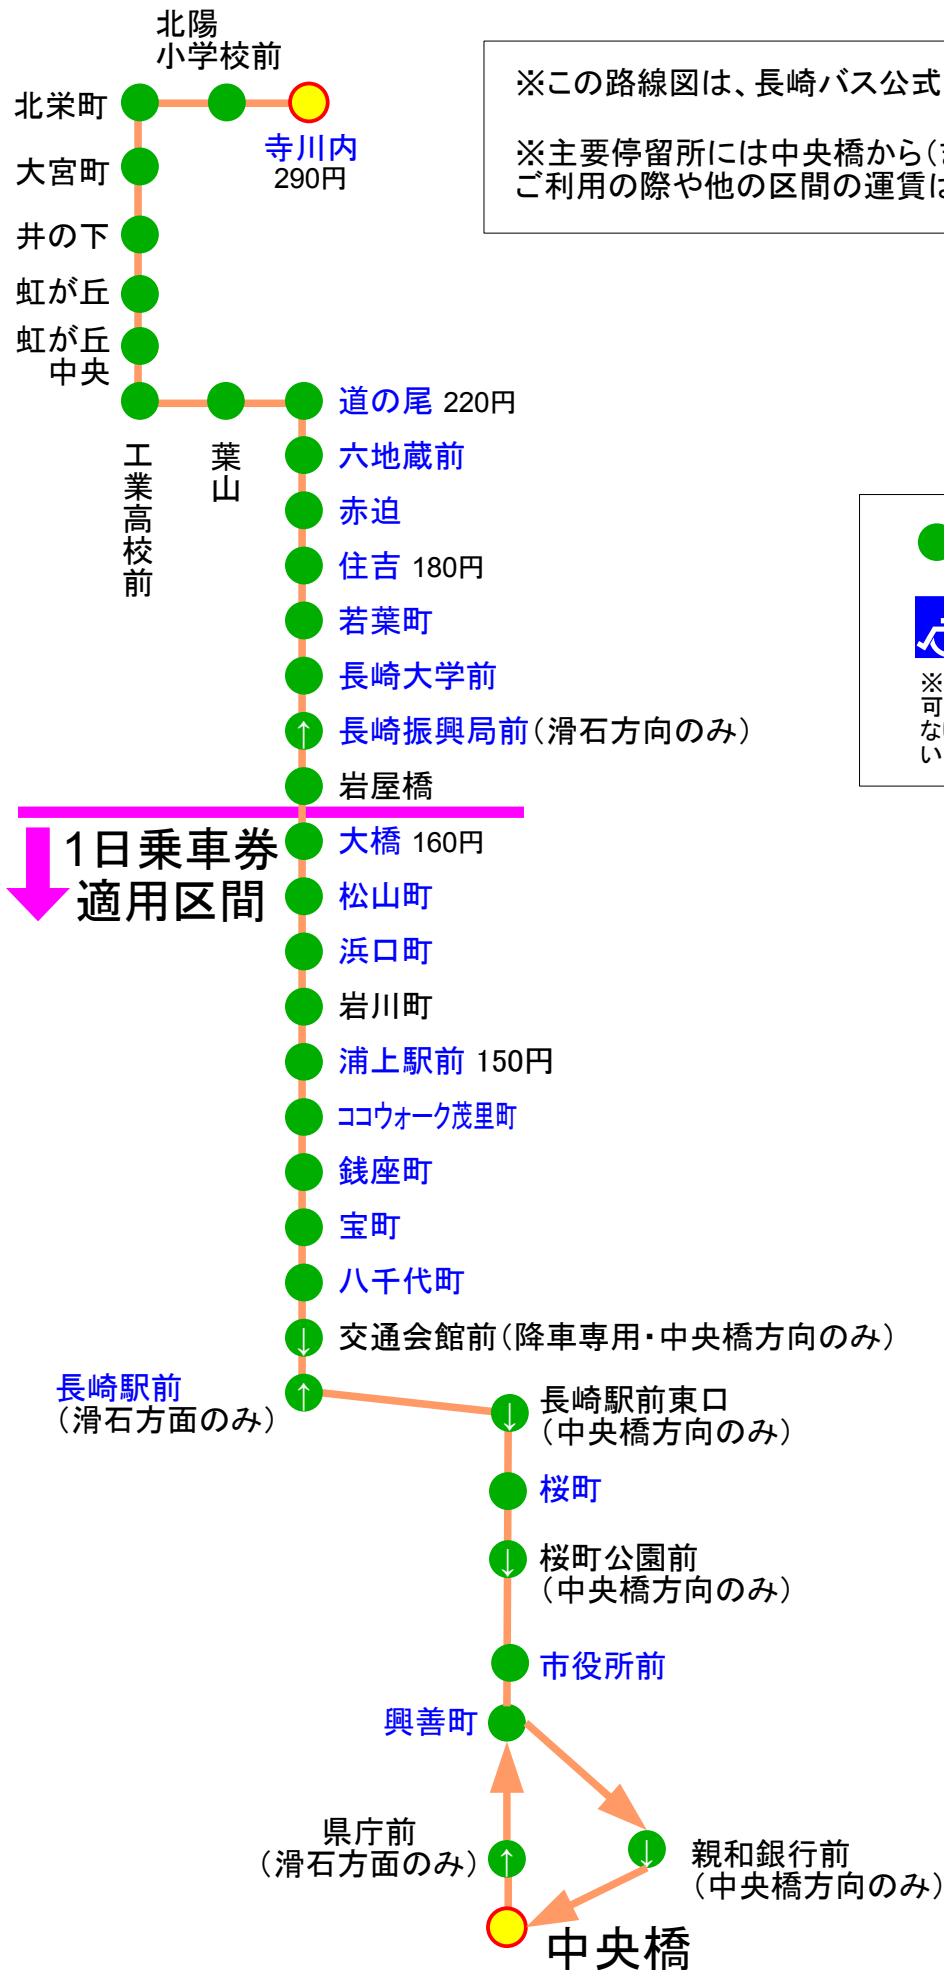 北陽
小学校前
北栄町
寺川内
290円
大宮町
井の下
虹が丘
虹が丘
中央
工業高校前
葉山
※この路線図は、長崎バス公式
※主要停留所には中央橋から(
ご利用の際や他の区間の運賃は
道の尾 220円
六地蔵前
赤迫
住吉 180円
若葉町
長崎大学前
↑ 長崎振興局前(滑石方向のみ)
岩屋橋
※
可
な
い
1日乗車券
適用区間
大橋 160円
松山町
浜口町
岩川町
浦上駅前 150円
ココウォーク茂里町
銭座町
宝町
八千代町
↓ 交通会館前(降車専用・中央橋方向のみ)
長崎駅前 ↑
(滑石方面のみ)
↓ 長崎駅前東口
(中央橋方向のみ)
桜町
↓ 桜町公園前
(中央橋方向のみ)
市役所前
興善町
県庁前
(滑石方面のみ) ↑
↓ 親和銀行前
(中央橋方向のみ)
中央橋